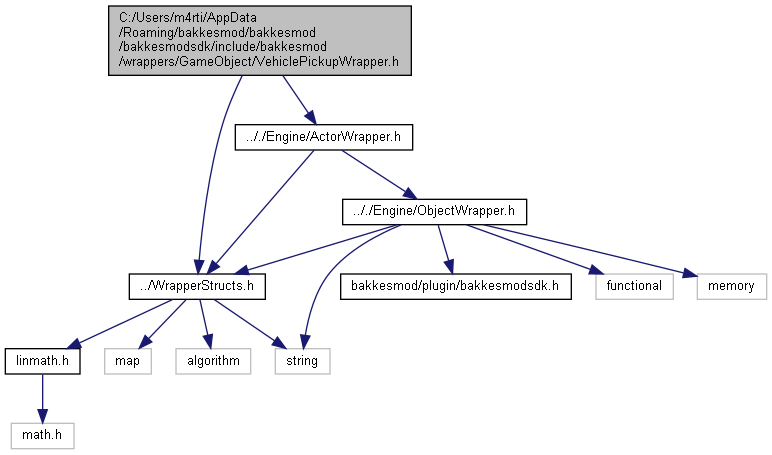 C:/Users/m4rti/AppData
/Roaming/bakkesmod/bakkesmod
/bakkesmodsdk/include/bakkesmod
/wrappers/GameObject/VehiclePickupWrapper.h
.././Engine/ActorWrapper.h
.././Engine/ObjectWrapper.h
../WrapperStructs.h
bakkesmod/plugin/bakkesmodsdk.h
functional
memory
linmath.h
map
algorithm
string
math.h